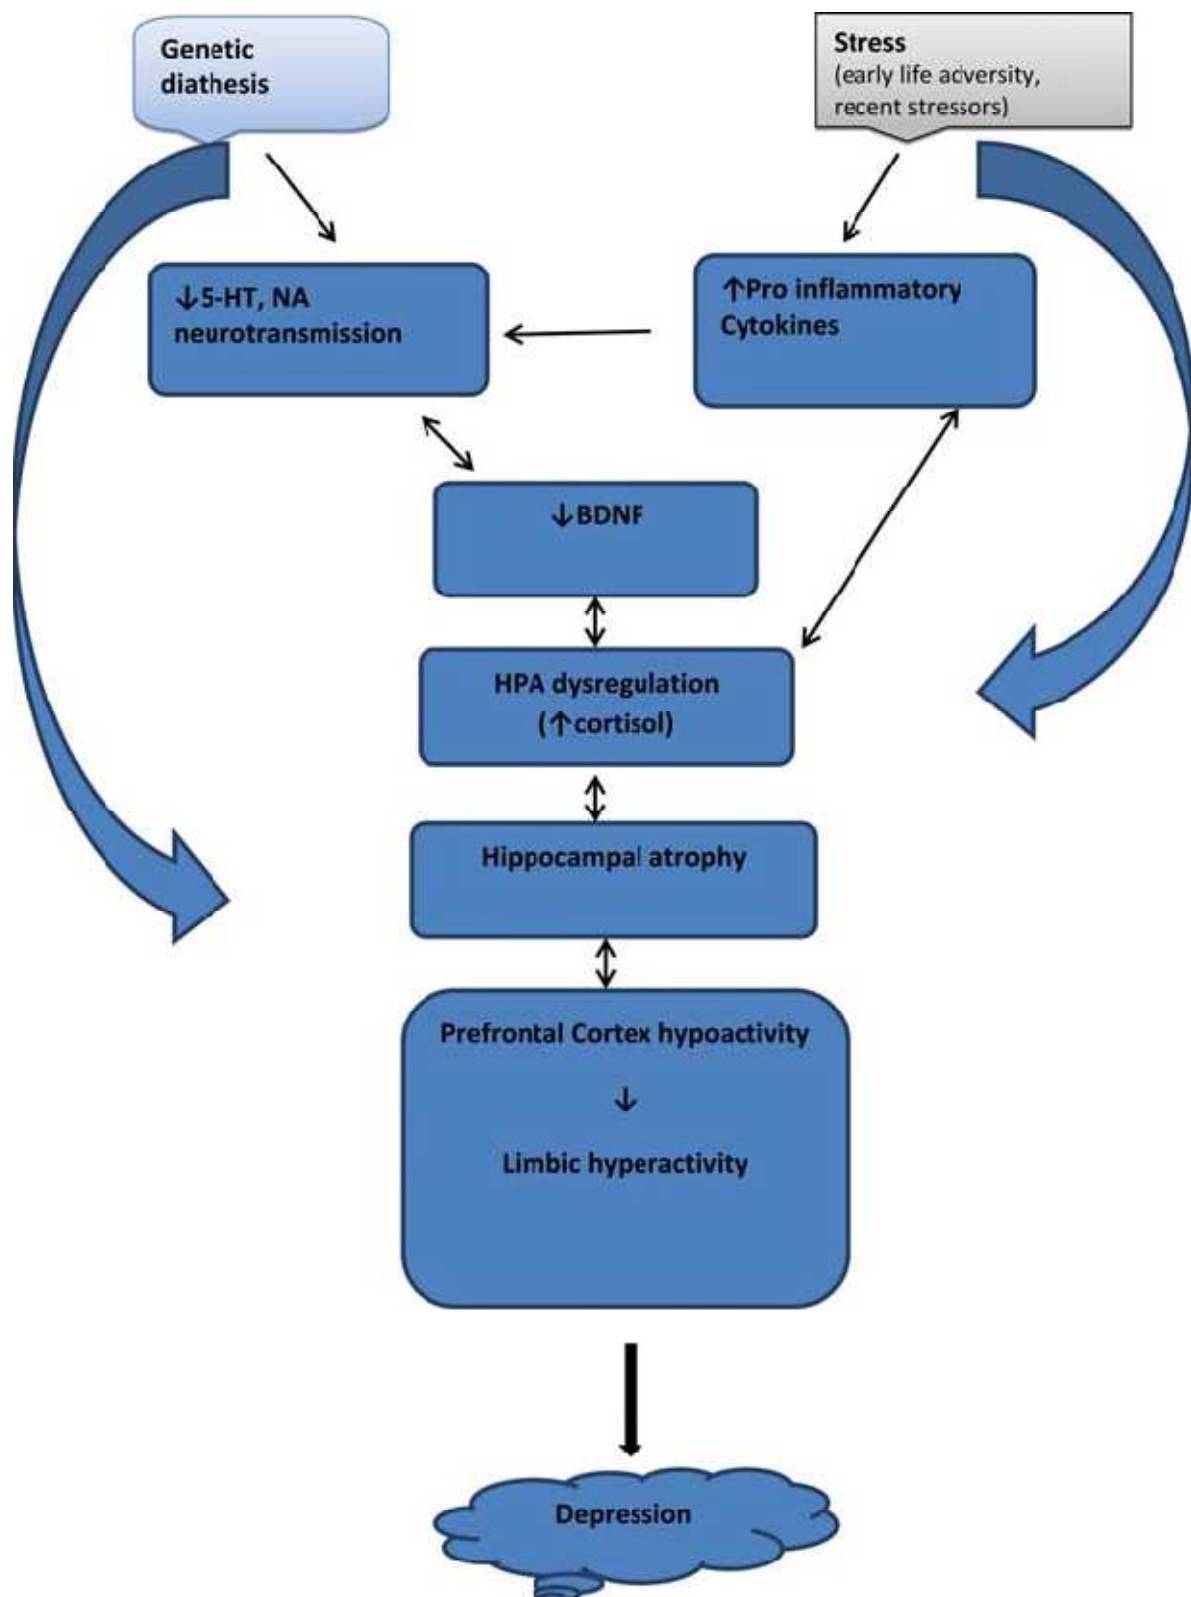 Genetic
diathesis
Stress
(early life adversity,
recent stressors)
↓5-HT, NA
neurotransmission
↑Pro inflammatory
Cytokines
↓BDNF
HPA dysregulation
(↑cortisol)
Hippocampal atrophy
Prefrontal Cortex hypoactivity
↓
Limbic hyperactivity
Depression